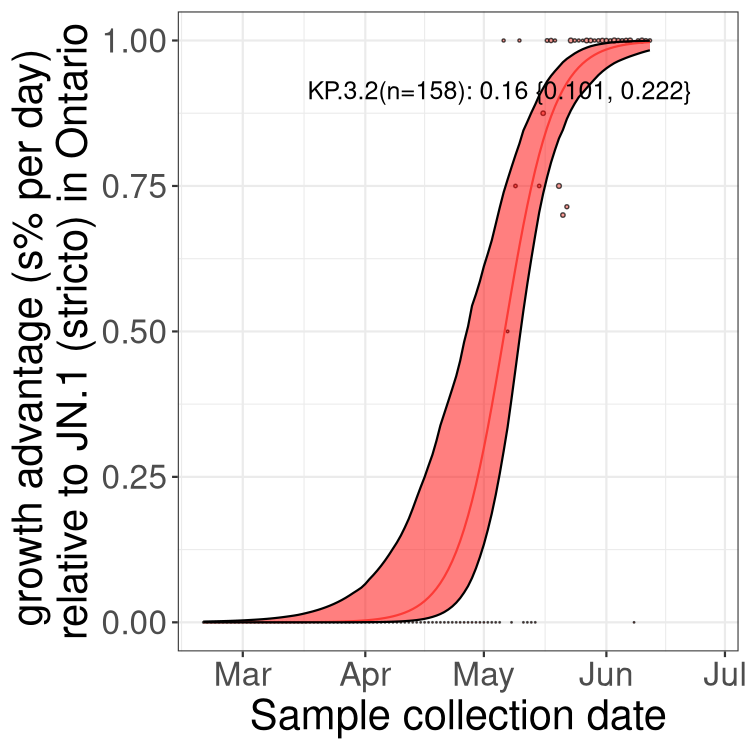 growth advantage (s% per day)
relative to JN.1 (stricto) in Ontario
1.00
0.75
0.50
0.25
0.00
KP.3.2(n=158): 0.16 {0.101, 0.222}
Mar Apr May Jun Jul
Sample collection date